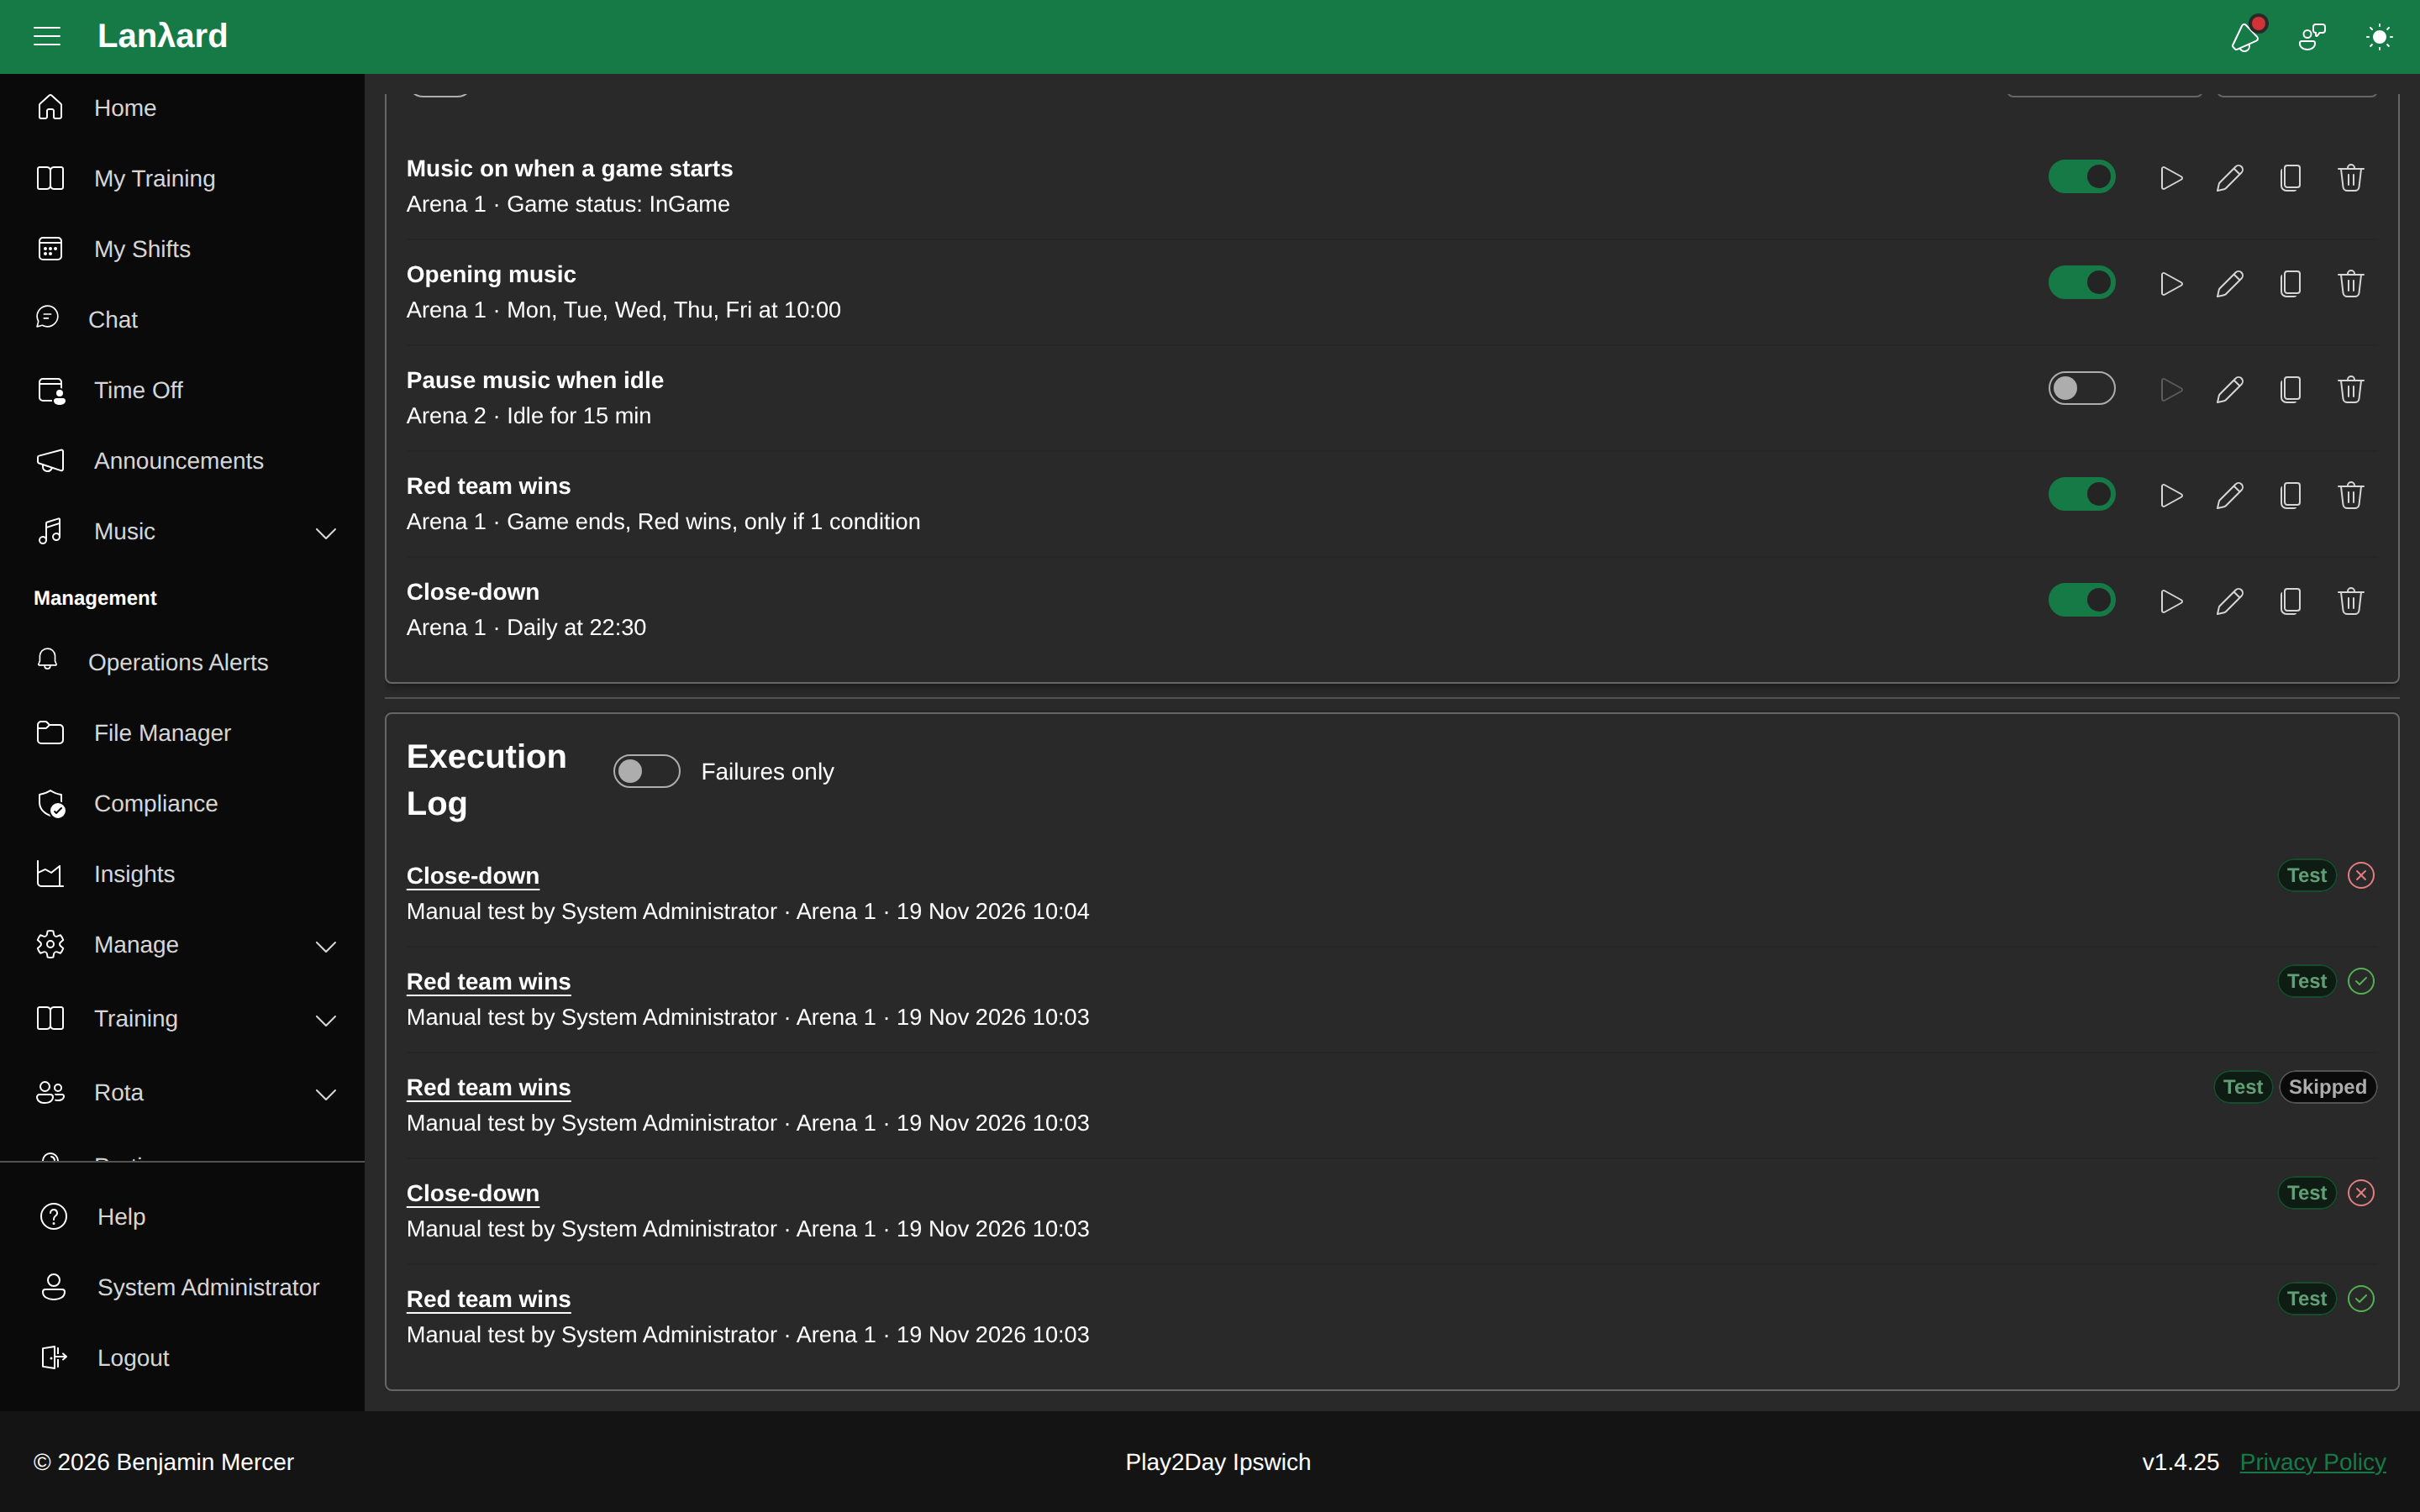 Lanλard
Home
My Training
My Shifts
Chat
Time Off
Announcements
Music
Management
Operations Alerts
File Manager
Compliance
Insights
Manage
Training
Rota
Help
System Administrator
Logout
Music on when a game starts
Arena 1 · Game status: InGame
Opening music
Arena 1 · Mon, Tue, Wed, Thu, Fri at 10:00
Pause music when idle
Arena 2 · Idle for 15 min
Red team wins
Arena 1 · Game ends, Red wins, only if 1 condition
Close-down
Arena 1 · Daily at 22:30
Execution
Log
Failures only
Close-down
Test
Manual test by System Administrator · Arena 1 · 19 Nov 2026 10:04
Red team wins
Test
Manual test by System Administrator · Arena 1 · 19 Nov 2026 10:03
Red team wins
Test Skipped
Manual test by System Administrator · Arena 1 · 19 Nov 2026 10:03
Close-down
Test
Manual test by System Administrator · Arena 1 · 19 Nov 2026 10:03
Red team wins
Test
Manual test by System Administrator · Arena 1 · 19 Nov 2026 10:03
© 2026 Benjamin Mercer
Play2Day Ipswich
v1.4.25 Privacy Policy